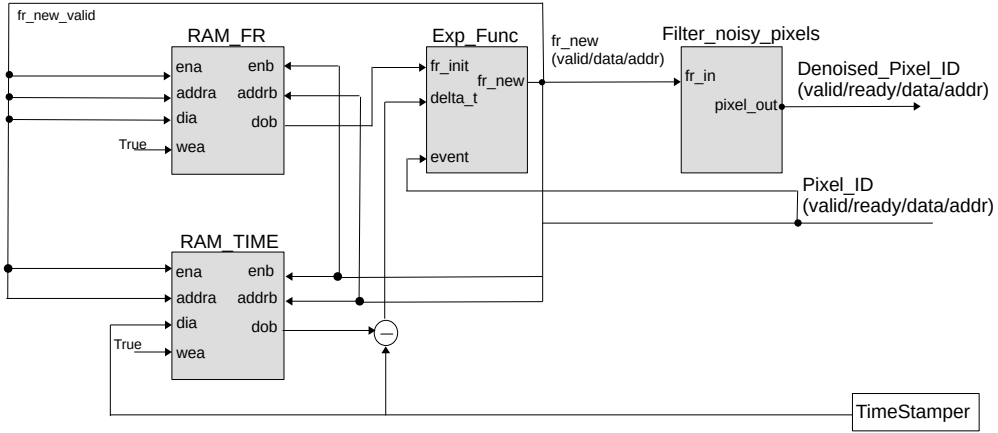 fr_new_valid
RAM_FR
ena
addra
dia
wea
True
enb
addrb
dob
Exp_Func
fr_init
delta_t
event
fr_new
fr_new
(valid/data/addr)
Filter_noisy_pixels
fr_in
pixel_out
Denoised_Pixel_ID
(valid/ready/data/addr)
Pixel_ID
(valid/ready/data/addr)
RAM_TIME
ena
addra
dia
wea
True
enb
addrb
dob
—
TimeStamper